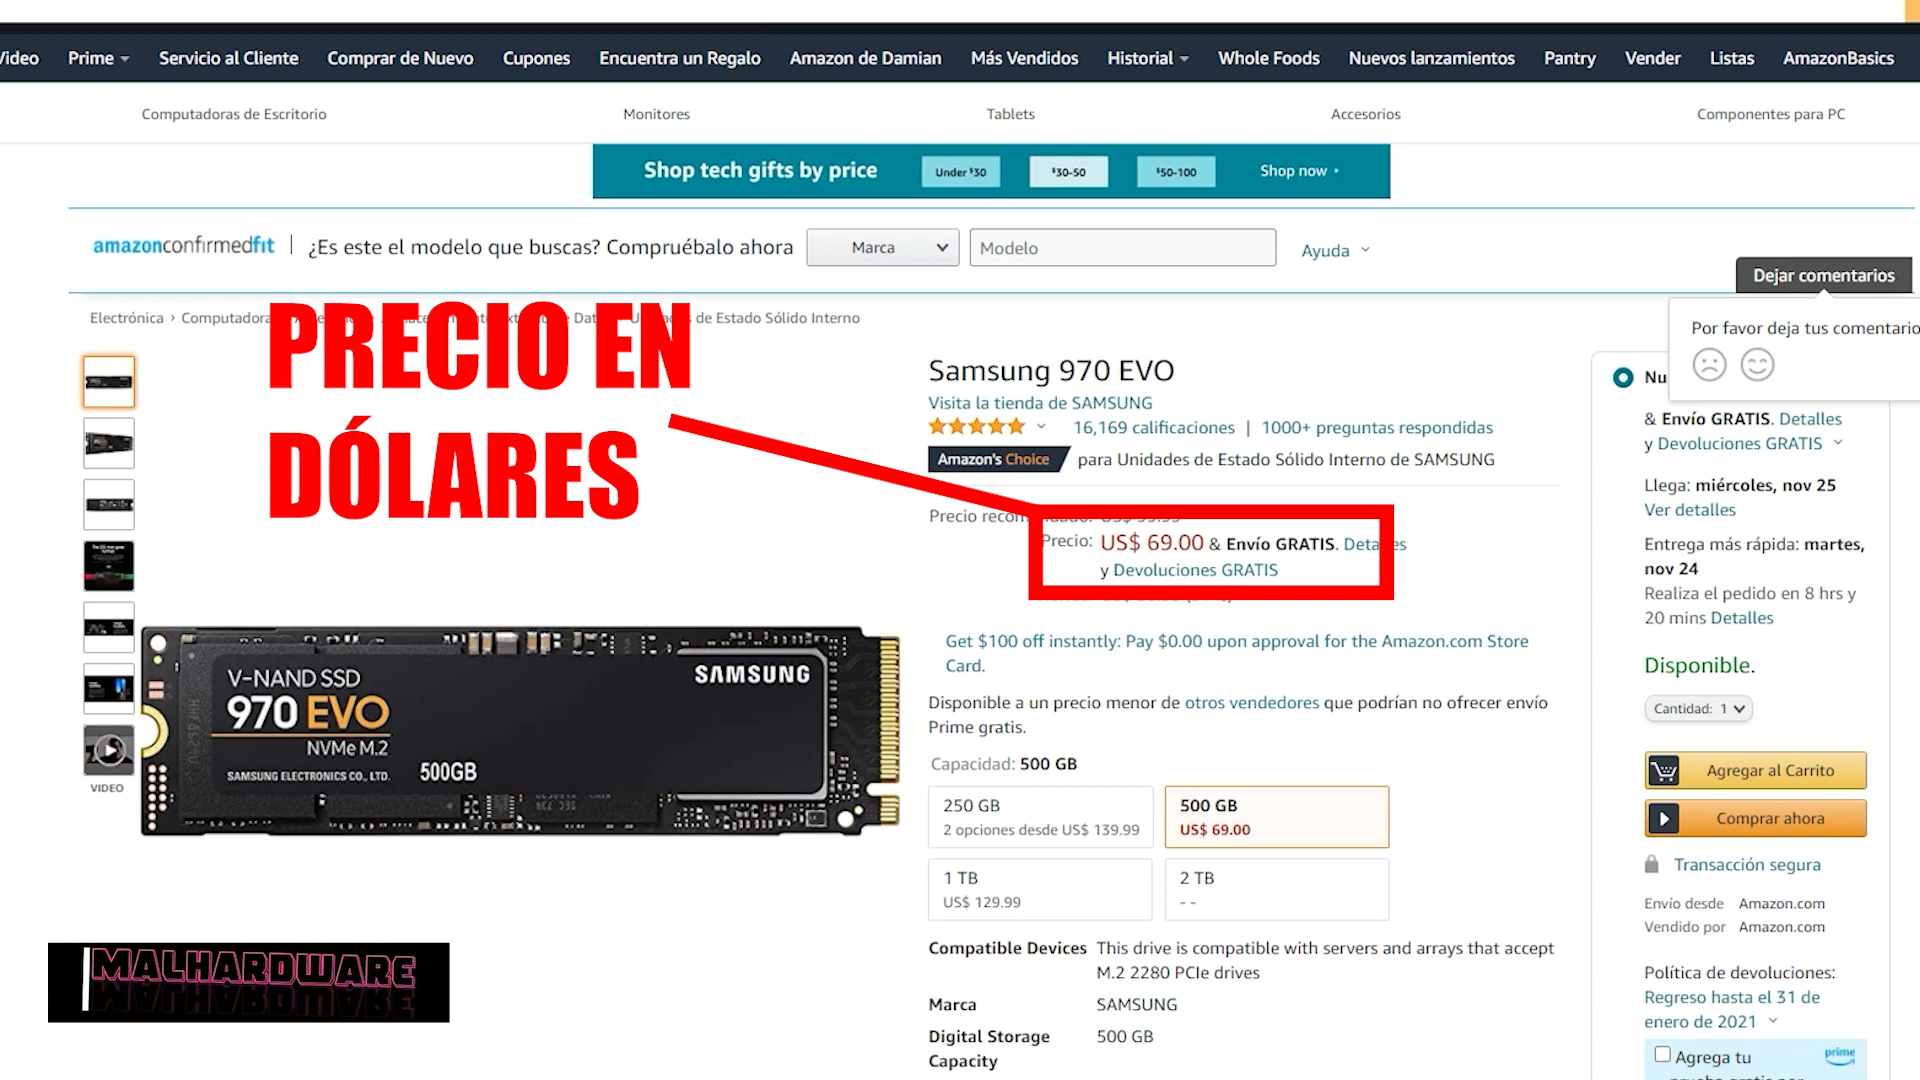 Video Prime Servicio al Cliente Comprar de Nuevo Cupones Encuentra un Regalo Amazon de Damian Más Vendidos Historial Whole Foods Nuevos lanzamientos Pantry Vender Listas AmazonBasics
Computadoras de Escritorio Monitores Tablets Accesorios Componentes para PC
Shop tech gifts by price Under $30 $30-50 $50-100 Shop now
amazonconfirmedfit ¿Es este el modelo que buscas? Compruébalo ahora Marca Modelo Ayuda
Dejar comentarios
Por favor deja tus comentario
Electrónica › Computadora de Estado Sólido Interno
PRECIO EN
DÓLARES
VIDEO
V-NAND SSD
970 EVO
NVMe M.2
SAMSUNG ELECTRONICS CO., LTD.
500GB
SAMSUNG
MALHARDWARE
Samsung 970 EVO
Visita la tienda de SAMSUNG
16,169 calificaciones | 1000+ preguntas respondidas
Amazon's Choice para Unidades de Estado Sólido Interno de SAMSUNG
Precio
Precio: US$ 69.00 & Envío GRATIS. Detalles
y Devoluciones GRATIS
Get $100 off instantly: Pay $0.00 upon approval for the Amazon.com Store
Card.
Disponible a un precio menor de otros vendedores que podrían no ofrecer envío
Prime gratis.
Capacidad: 500 GB
250 GB
2 opciones desde US$ 139.99
500 GB
US$ 69.00
1 TB
US$ 129.99
2 TB
- -
Compatible Devices This drive is compatible with servers and arrays that accept
M.2 2280 PCIe drives
Marca SAMSUNG
Digital Storage 500 GB
Capacity
Nu
& Envío GRATIS. Detalles
y Devoluciones GRATIS
Llega: miércoles, nov 25
Ver detalles
Entrega más rápida: martes,
nov 24
Realiza el pedido en 8 hrs y
20 mins Detalles
Disponible.
Cantidad: 1
Agregar al Carrito
Comprar ahora
Transacción segura
Envío desde Amazon.com
Vendido por Amazon.com
Política de devoluciones:
Regreso hasta el 31 de
enero de 2021
Agrega tu prime